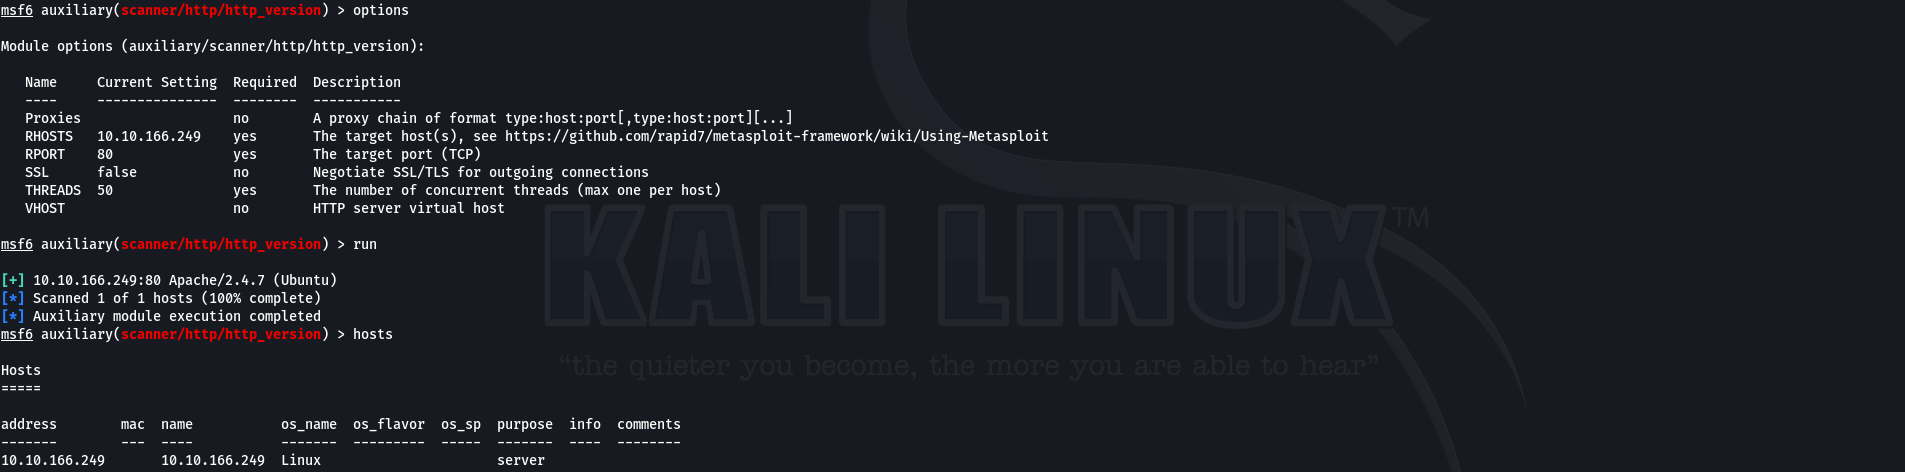 msf6 auxiliary(scanner/http/http_version) > options
Module options (auxiliary/scanner/http/http_version):
Name Current Setting Required Description
---- --------------- -------- -----------
Proxies no A proxy chain of format type:host:port[,type:host:port][...]
RHOSTS 10.10.166.249 yes The target host(s), see https://github.com/rapid7/metasploit-framework/wiki/Using-Metasploit
RPORT 80 yes The target port (TCP)
SSL false no Negotiate SSL/TLS for outgoing connections
THREADS 50 yes The number of concurrent threads (max one per host)
VHOST no HTTP server virtual host
msf6 auxiliary(scanner/http/http_version) > run
[+] 10.10.166.249:80 Apache/2.4.7 (Ubuntu)
[*] Scanned 1 of 1 hosts (100% complete)
[*] Auxiliary module execution completed
msf6 auxiliary(scanner/http/http_version) > hosts
Hosts
=====
address mac name os_name os_flavor os_sp purpose info comments
------- --- ---- ------- --------- ----- ------- ---- --------
10.10.166.249 10.10.166.249 Linux server
KALI LINUX™
“the quieter you become, the more you are able to hear”